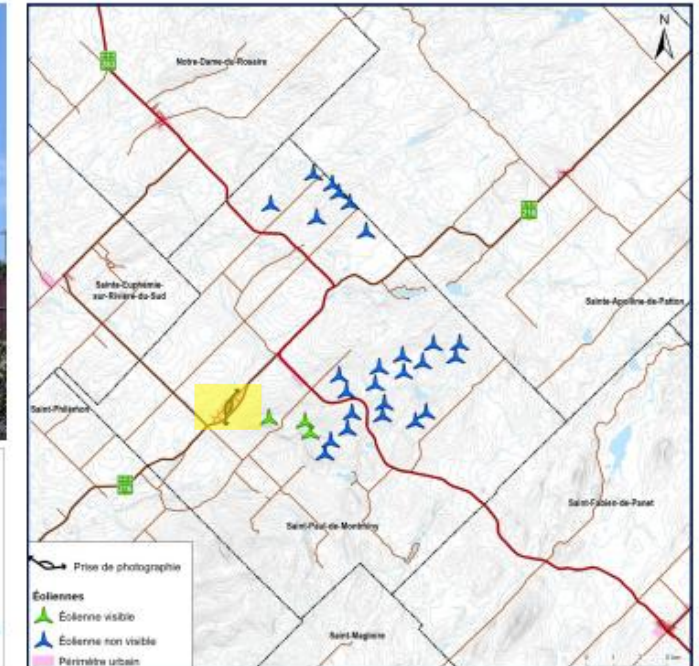 N
283
Notre-Dame-du-Rosaire
216
Sainte-Euphémie-
sur-Rivière-du-Sud
Sainte-Apolline-de-Patton
Saint-Philémon
216
Saint-Fabien-de-Panet
Saint-Paul-de-Montminy
Prise de photographie
Éoliennes
Éolienne visible
Éolienne non visible
Périmètre urbain
Saint-Magloire